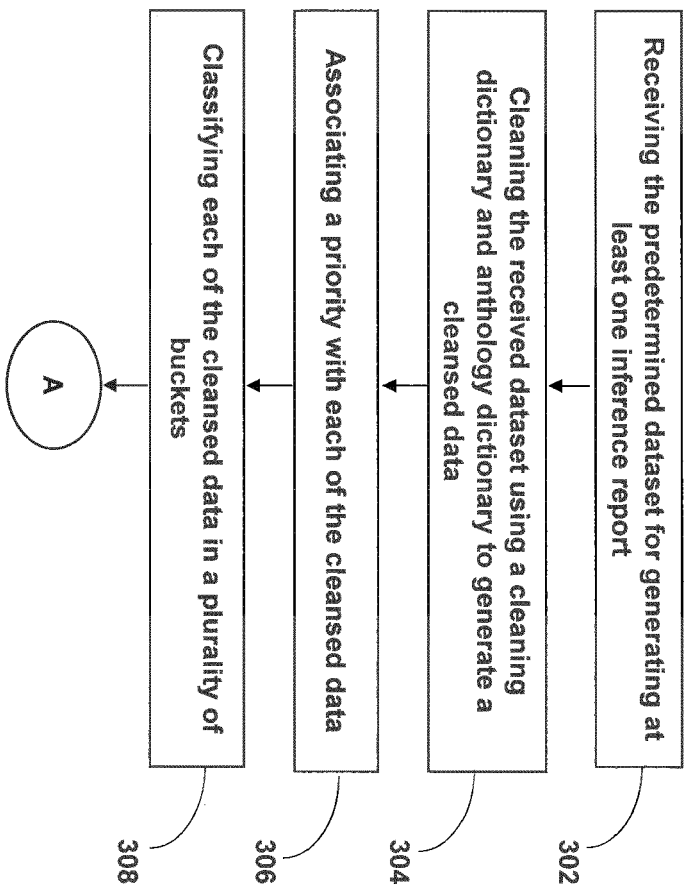 Receiving the predetermined dataset for generating at
least one inference report
302
Cleaning the received dataset using a cleaning
dictionary and anthology dictionary to generate a
cleansed data
304
Associating a priority with each of the cleansed data
306
Classifying each of the cleansed data in a plurality of
buckets
308
A